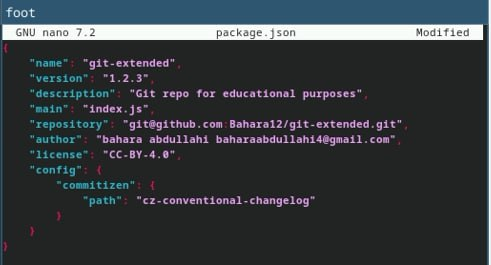 foot
GNU nano 7.2 package.json Modified
{
"name": "git-extended",
"version": "1.2.3",
"description": "Git repo for educational purposes",
"main": "index.js",
"repository": "git@github.com:Bahara12/git-extended.git",
"author": "bahara abdullahi baharaabdullahi4@gmail.com",
"license": "CC-BY-4.0",
"config": {
"commitizen": {
"path": "cz-conventional-changelog"
}
}
}